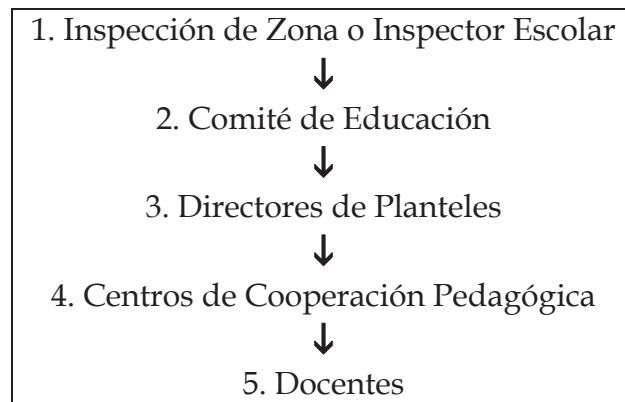 1. Inspección de Zona o Inspector Escolar
↓
2. Comité de Educación
↓
3. Directores de Planteles
↓
4. Centros de Cooperación Pedagógica
↓
5. Docentes